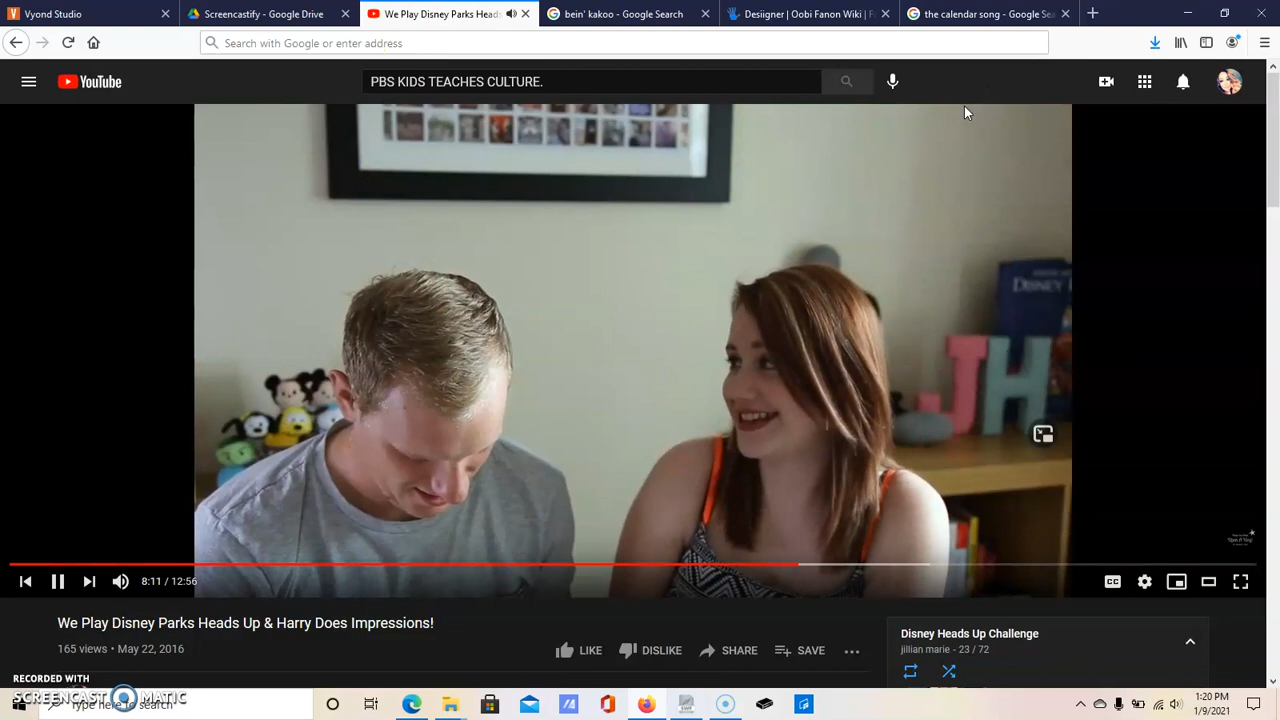 Vyond Studio
Screencastify - Google Drive
We Play Disney Parks Heads
bein' kakoo - Google Search
Desiigner | Oobi Fanon Wiki | F
the calendar song - Google Sea
Search with Google or enter address
YouTube
PBS KIDS TEACHES CULTURE.
DISNEY
J H
8:11 / 12:56
CC
We Play Disney Parks Heads Up & Harry Does Impressions!
165 views • May 22, 2016
LIKE
DISLIKE
SHARE
SAVE
Disney Heads Up Challenge
jillian marie - 23 / 72
RECORDED WITH
SCREENCAST MATIC
Type here to search
1:20 PM
1/9/2021